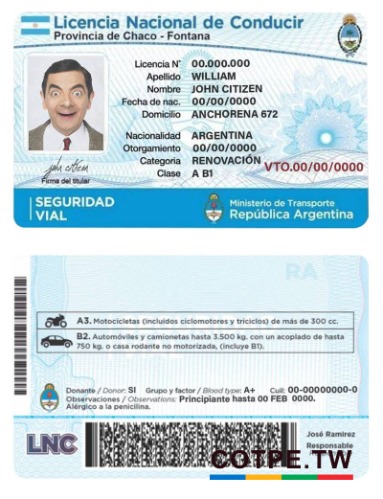 Licencia Nacional de Conducir
Provincia de Chaco - Fontana
Licencia N° 00.000.000
Apellido WILLIAM
Nombre JOHN CITIZEN
Fecha de nac. 00/00/0000
Domicilio ANCHORENA 672
Nacionalidad ARGENTINA
Otorgamiento 00/00/0000
Categoria RENOVACIÓN
VTO.00/00/0000
Clase A B1
john citizen
Firma del titular
SEGURIDAD
VIAL
Ministerio de Transporte
República Argentina
RA
A3. Motocicletas (incluidos ciclomotores y triciclos) de más de 300 cc.
B2. Automóviles y camionetas hasta 3.500 kg. con un acoplado de hasta
750 kg. o casa rodante no motorizada, (incluye B1).
Donante / Donor: SI Grupo y factor / Blood type: A+ Cuil: 00-00000000-0
Observaciones / Observations: Principiante hasta 00 FEB 0000.
Alérgico a la penicilina.
LNC
José Ramirez
Responsable
COTPE.TW